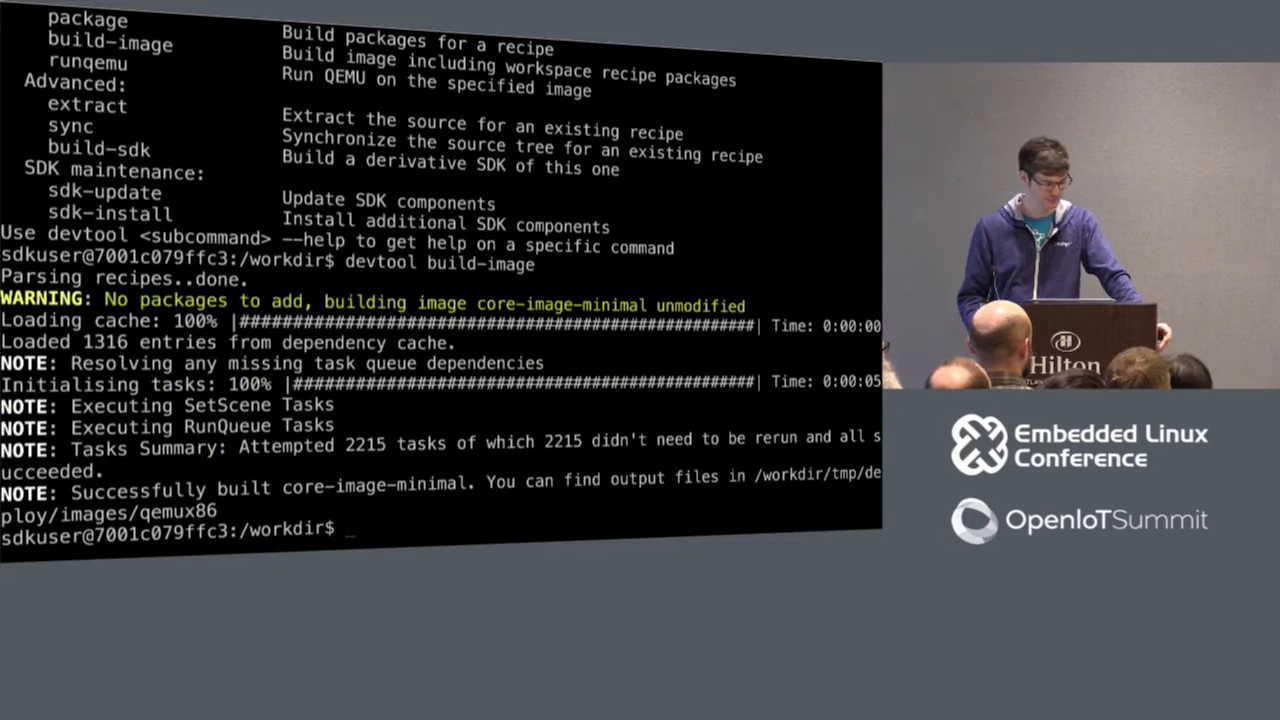 package Build packages for a recipe
build-image Build image including workspace recipe packages
runqemu Run QEMU on the specified image
Advanced:
extract Extract the source for an existing recipe
sync Synchronize the source tree for an existing recipe
build-sdk Build a derivative SDK of this one
SDK maintenance:
sdk-update Update SDK components
sdk-install Install additional SDK components
Use devtool <subcommand> --help to get help on a specific command
sdkuser@7001c079ffc3:/workdir$ devtool build-image
Parsing recipes..done.
WARNING: No packages to add, building image core-image-minimal unmodified
Loading cache: 100% |################################################| Time: 0:00:00
Loaded 1316 entries from dependency cache.
NOTE: Resolving any missing task queue dependencies
Initialising tasks: 100% |###########################################| Time: 0:00:05
NOTE: Executing SetScene Tasks
NOTE: Executing RunQueue Tasks
NOTE: Tasks Summary: Attempted 2215 tasks of which 2215 didn't need to be rerun and all s
ucceeded.
NOTE: Successfully built core-image-minimal. You can find output files in /workdir/tmp/de
ploy/images/qemux86
sdkuser@7001c079ffc3:/workdir$ _
Hilton
Embedded Linux
Conference
OpenIoTSummit